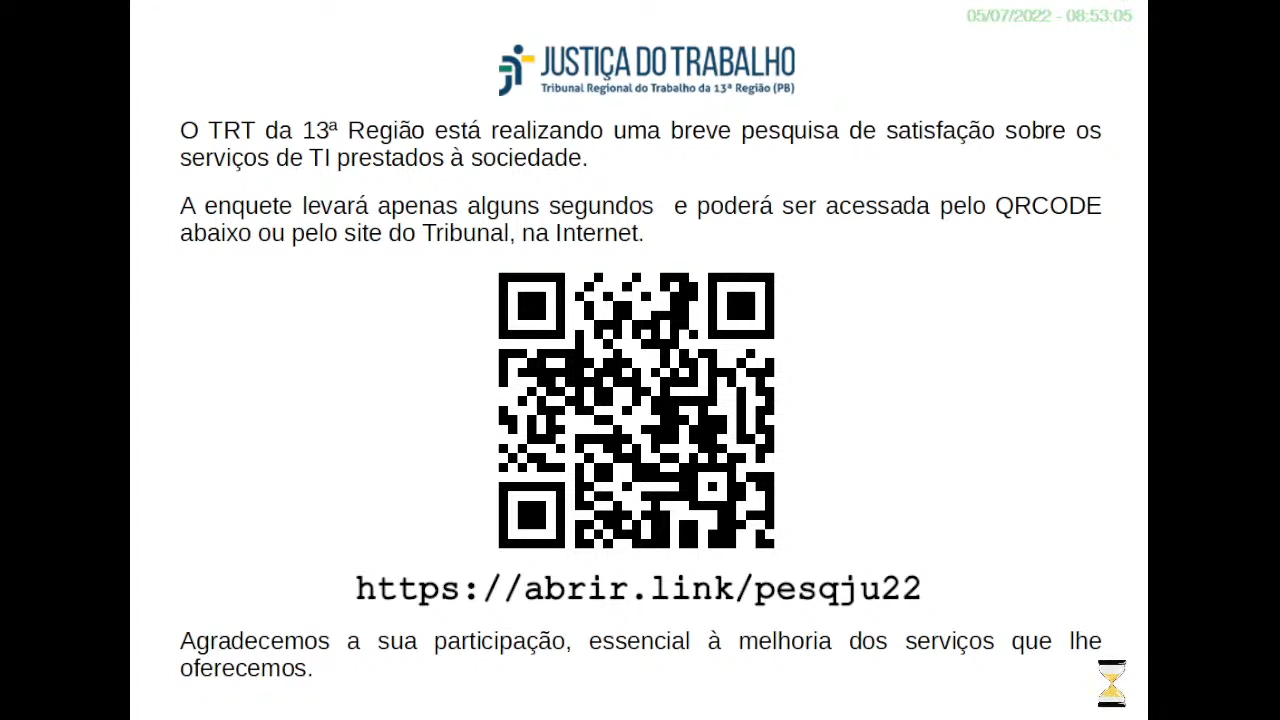 05/07/2022 - 08:53:05
JUSTIÇA DO TRABALHO
Tribunal Regional do Trabalho da 13ª Região (PB)
O TRT da 13ª Região está realizando uma breve pesquisa de satisfação sobre os
serviços de TI prestados à sociedade.
A enquete levará apenas alguns segundos e poderá ser acessada pelo QRCODE
abaixo ou pelo site do Tribunal, na Internet.
https://abrir.link/pesqju22
Agradecemos a sua participação, essencial à melhoria dos serviços que lhe
oferecemos.